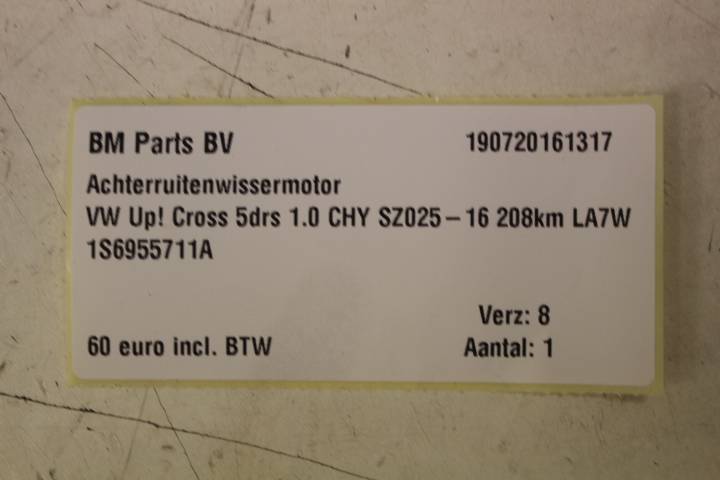 BM Parts BV 190720161317
Achterruitenwissermotor
VW Up! Cross 5drs 1.0 CHY SZ025-16 208km LA7W
1S6955711A
Verz: 8
60 euro incl. BTW Aantal: 1